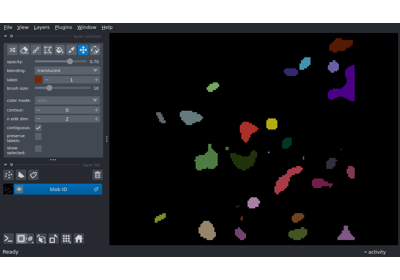 File View Layers Plugins Window Help
opacity: 0.70
blending: translucent
label: 1
brush size: 10
color mode:
contour: 0
n edit dim: 2
contiguous:
preserve labels:
show selected:
blob ID
Ready
activity